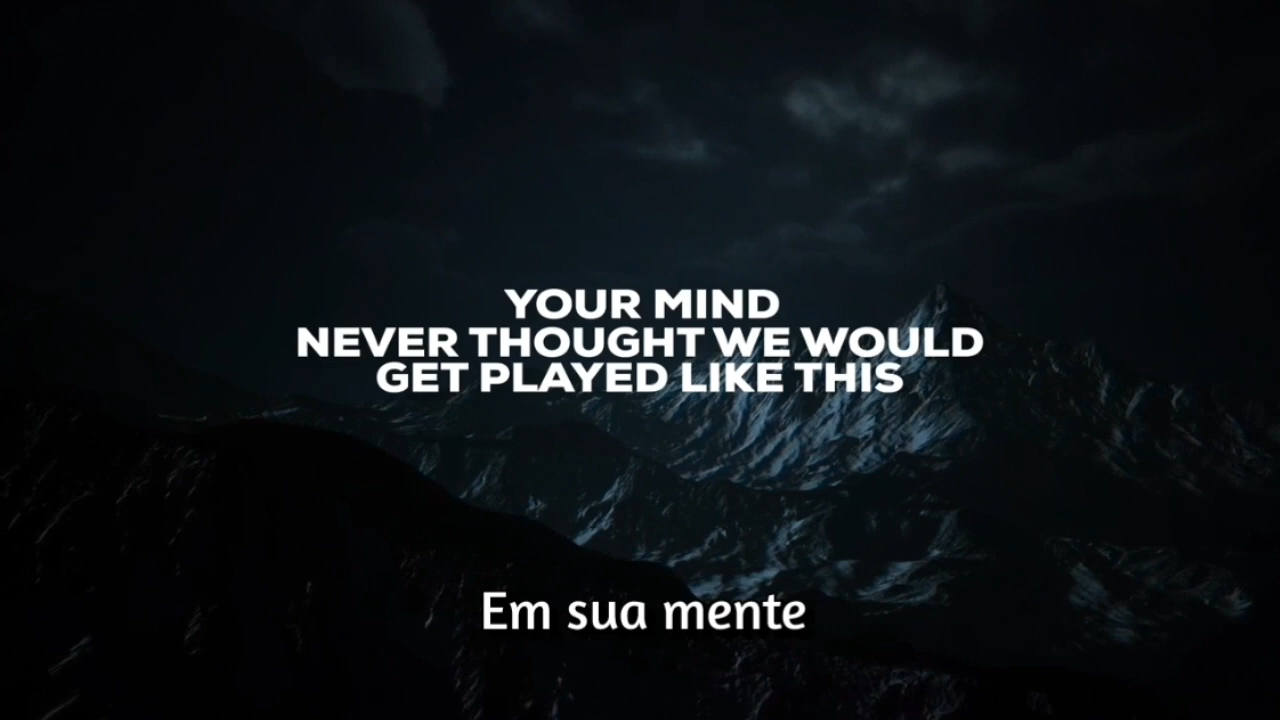 YOUR MIND
NEVER THOUGHT WE WOULD
GET PLAYED LIKE THIS
Em sua mente